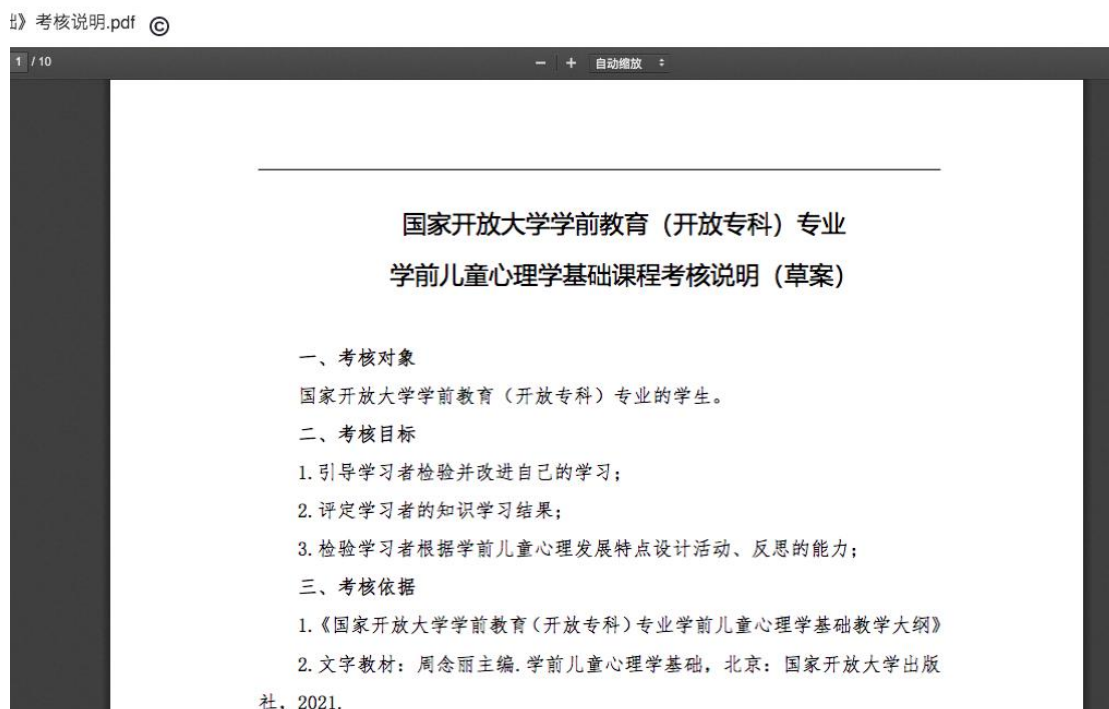 》考核说明.pdf ©
1 / 10 − + 自动缩放
国家开放大学学前教育（开放专科）专业
学前儿童心理学基础课程考核说明（草案）
一、考核对象
国家开放大学学前教育（开放专科）专业的学生。
二、考核目标
1.引导学习者检验并改进自己的学习；
2.评定学习者的知识学习结果；
3.检验学习者根据学前儿童心理发展特点设计活动、反思的能力；
三、考核依据
1.《国家开放大学学前教育（开放专科）专业学前儿童心理学基础教学大纲》
2.文字教材：周念丽主编.学前儿童心理学基础，北京：国家开放大学出版
社，2021.